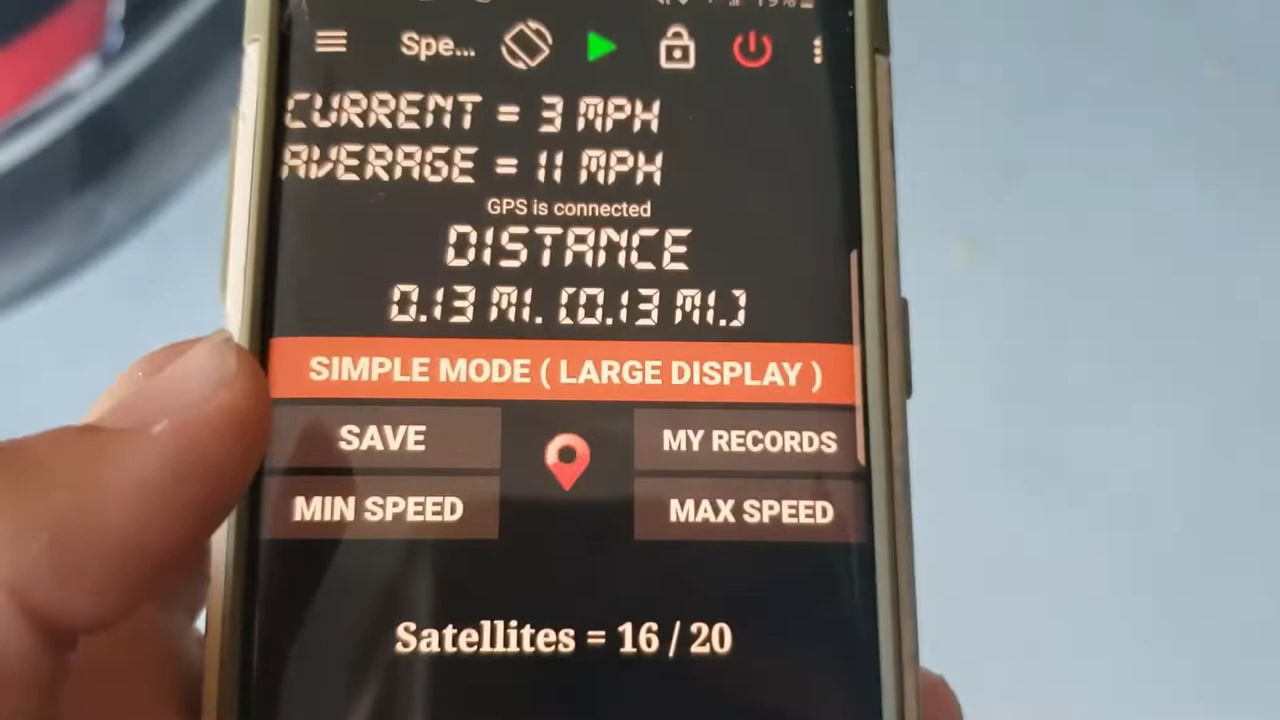 Spe...
CURRENT = 3 MPH
AVERAGE = 11 MPH
GPS is connected
DISTANCE
0.13 MI. [0.13 MI.]
SIMPLE MODE ( LARGE DISPLAY )
SAVE
MY RECORDS
MIN SPEED
MAX SPEED
Satellites = 16 / 20